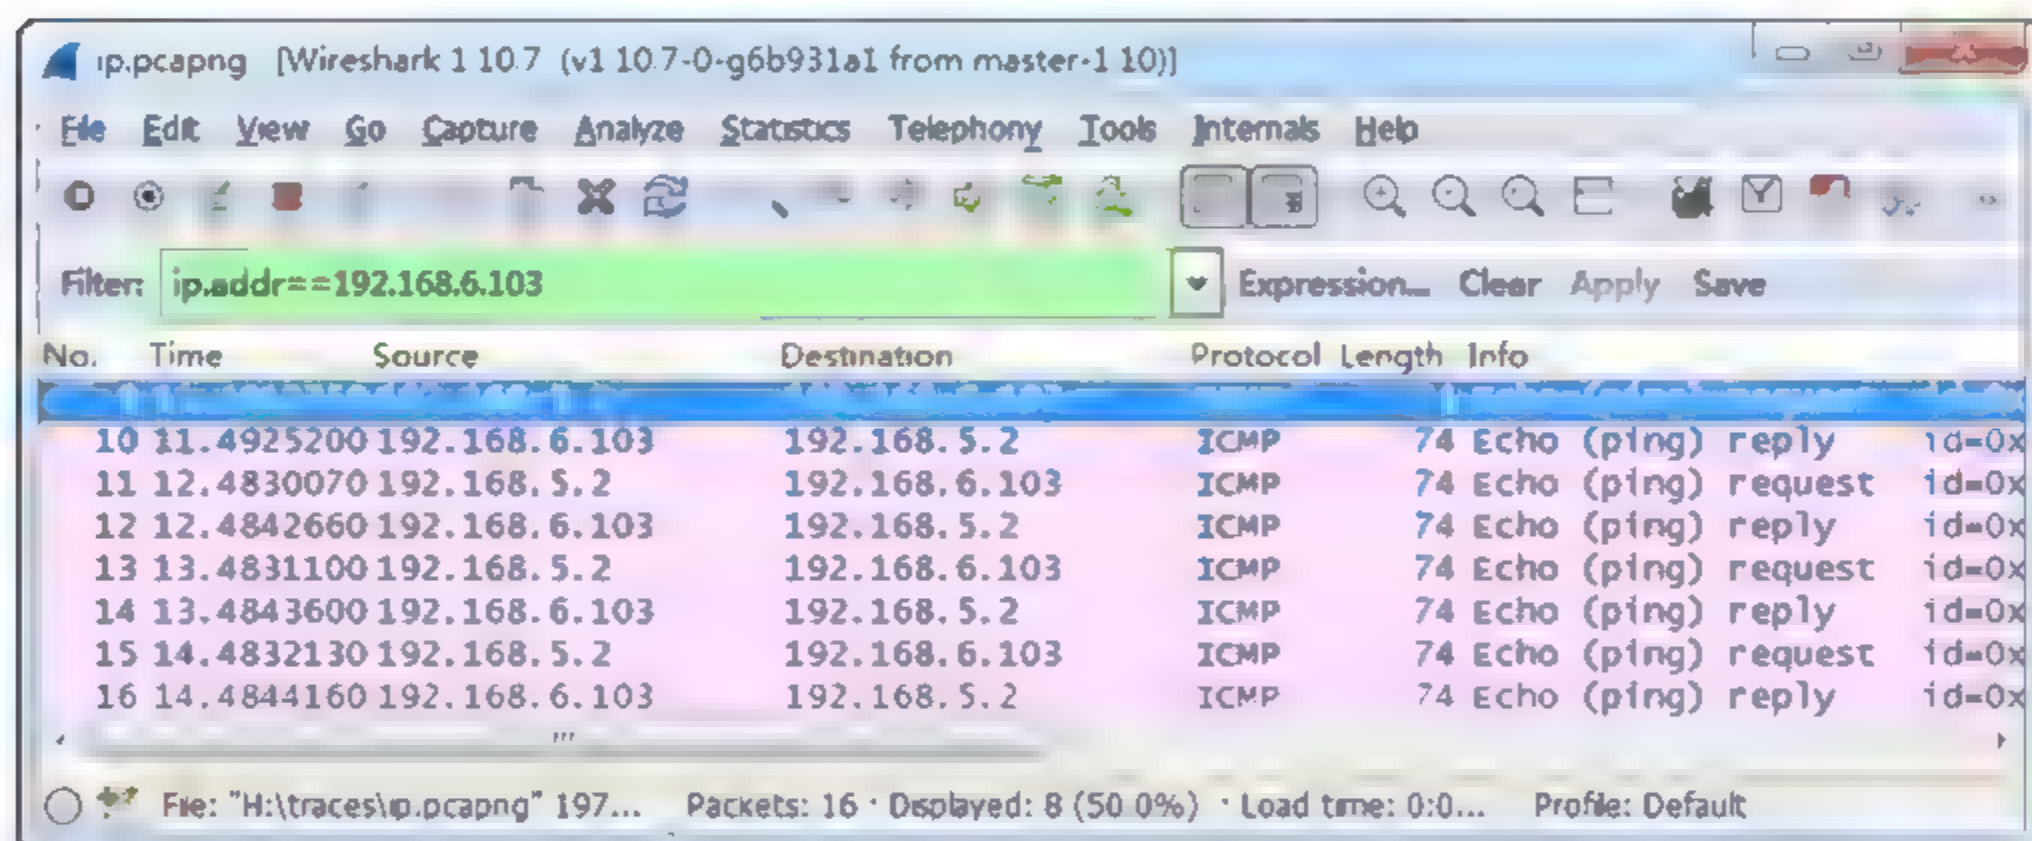 ip.pcapng [Wireshark 1 10 7 (v1 10.7-0-g6b931a1 from master-1 10)]
File Edit View Go Capture Analyze Statistics Telephony Tools Internals Help
Filter: ip.addr==192.168.6.103 Expression... Clear Apply Save
No. Time Source Destination Protocol Length Info
10 11.4925200 192.168.6.103 192.168.5.2 ICMP 74 Echo (ping) reply id=0x
11 12.4830070 192.168.5.2 192.168.6.103 ICMP 74 Echo (ping) request id=0x
12 12.4842660 192.168.6.103 192.168.5.2 ICMP 74 Echo (ping) reply id=0x
13 13.4831100 192.168.5.2 192.168.6.103 ICMP 74 Echo (ping) request id=0x
14 13.4843600 192.168.6.103 192.168.5.2 ICMP 74 Echo (ping) reply id=0x
15 14.4832130 192.168.5.2 192.168.6.103 ICMP 74 Echo (ping) request id=0x
16 14.4844160 192.168.6.103 192.168.5.2 ICMP 74 Echo (ping) reply id=0x
File: "H:\traces\ip.pcapng" 197... Packets: 16 · Displayed: 8 (50 0%) · Load time: 0:0... Profile: Default